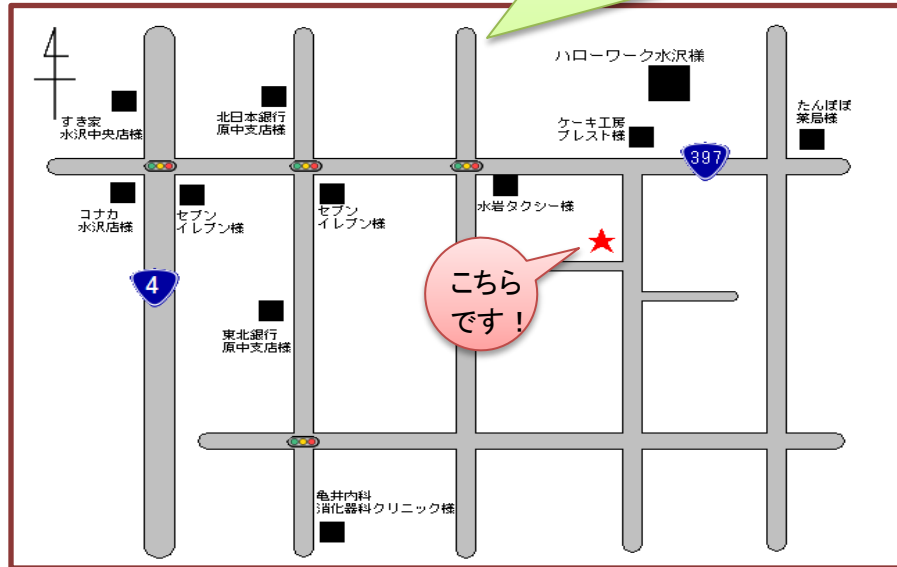 ハローワーク水沢様
すき家
水沢中央店様
北日本銀行
原中支店様
ケーキ工房
ブレスト様
たんぽぽ
薬局様
397
コナカ
水沢店様
セブン
イレブン様
セブン
イレブン様
水岩タクシー様
4
こちら
です！
東北銀行
原中支店様
亀井内科
消化器科クリニック様